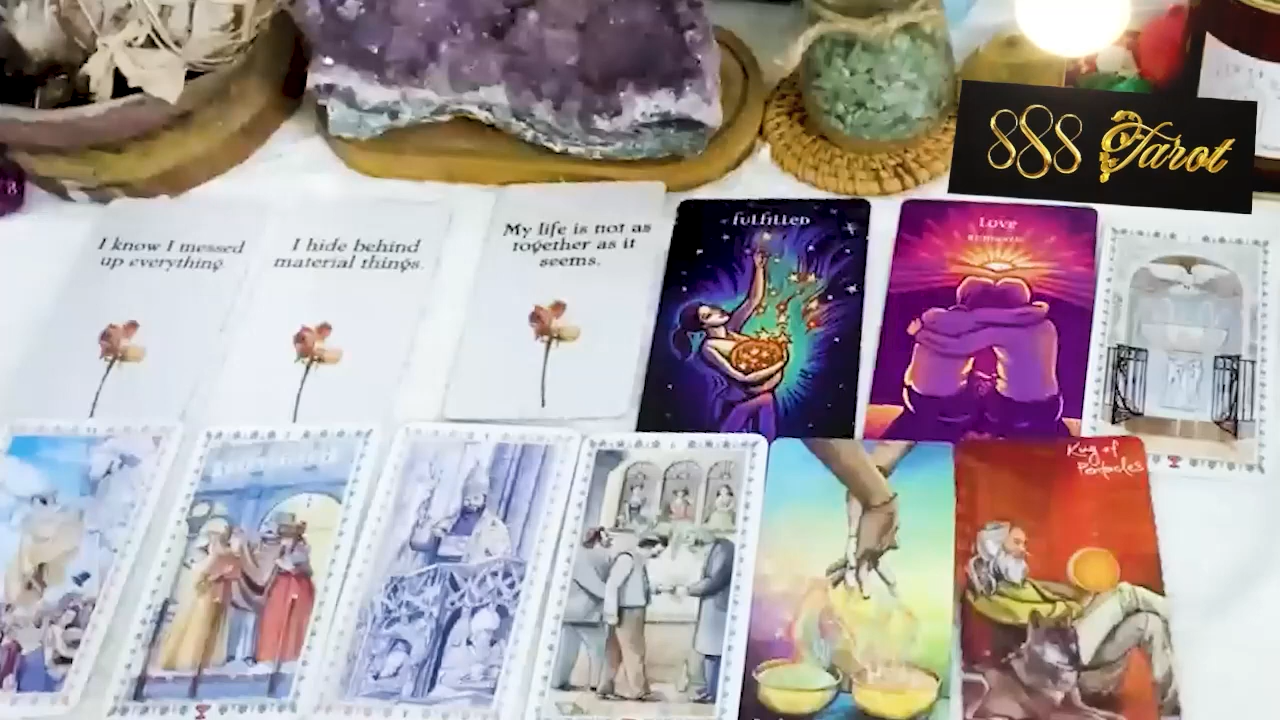 888 Tarot
I know I messed
up everything.
I hide behind
material things.
My life is not as
together as it
seems.
fulfilled
Love
Romantic
King of
Pentacles